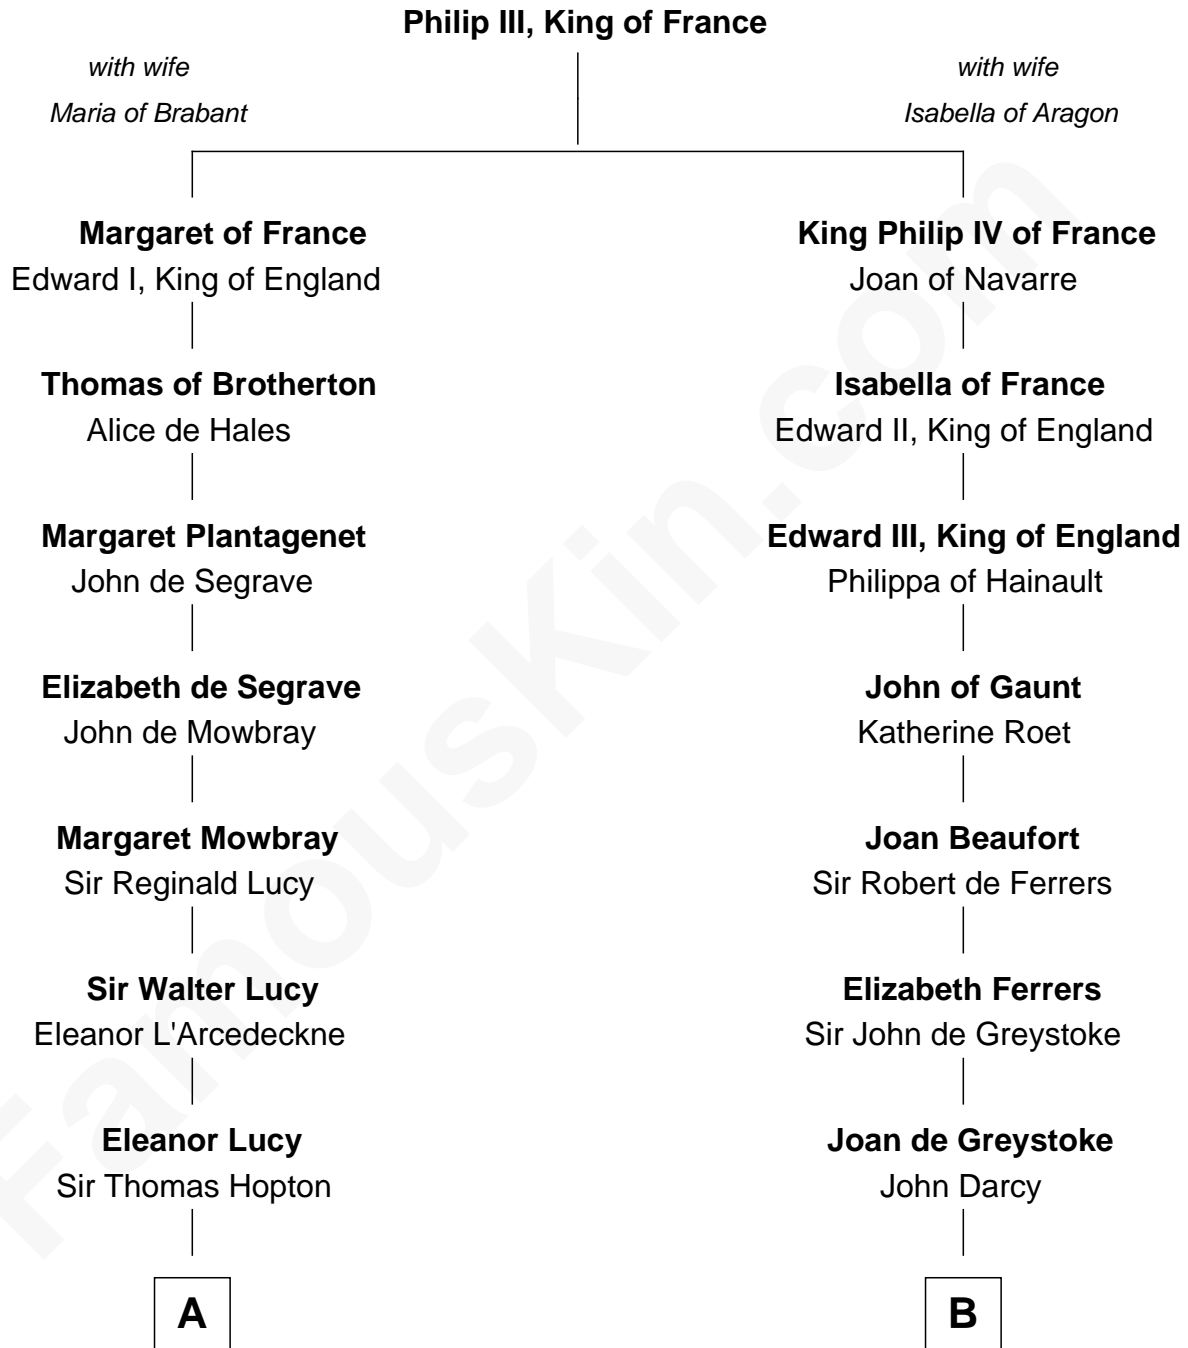 Philip III, King of France
with wife
Maria of Brabant
with wife
Isabella of Aragon
Margaret of France
Edward I, King of England
King Philip IV of France
Joan of Navarre
Thomas of Brotherton
Alice de Hales
Isabella of France
Edward II, King of England
Margaret Plantagenet
John de Segrave
Edward III, King of England
Philippa of Hainault
Elizabeth de Segrave
John de Mowbray
John of Gaunt
Katherine Roet
Margaret Mowbray
Sir Reginald Lucy
Joan Beaufort
Sir Robert de Ferrers
Sir Walter Lucy
Eleanor L'Arcedeckne
Elizabeth Ferrers
Sir John de Greystoke
Eleanor Lucy
Sir Thomas Hopton
Joan de Greystoke
John Darcy
A
B
FamousKin.com